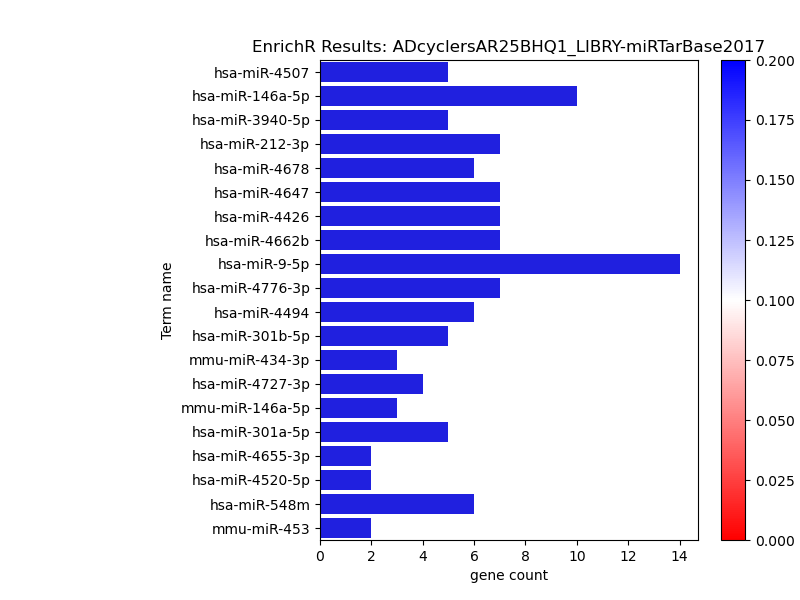 EnrichR Results: ADcyclersAR25BHQ1_LIBRY-miRTarBase2017
hsa-miR-4507
hsa-miR-146a-5p
hsa-miR-3940-5p
hsa-miR-212-3p
hsa-miR-4678
hsa-miR-4647
hsa-miR-4426
hsa-miR-4662b
hsa-miR-9-5p
hsa-miR-4776-3p
hsa-miR-4494
hsa-miR-301b-5p
mmu-miR-434-3p
hsa-miR-4727-3p
mmu-miR-146a-5p
hsa-miR-301a-5p
hsa-miR-4655-3p
hsa-miR-4520-5p
hsa-miR-548m
mmu-miR-453
Term name
0 2 4 6 8 10 12 14
gene count
0.200
0.175
0.150
0.125
0.100
0.075
0.050
0.025
0.000